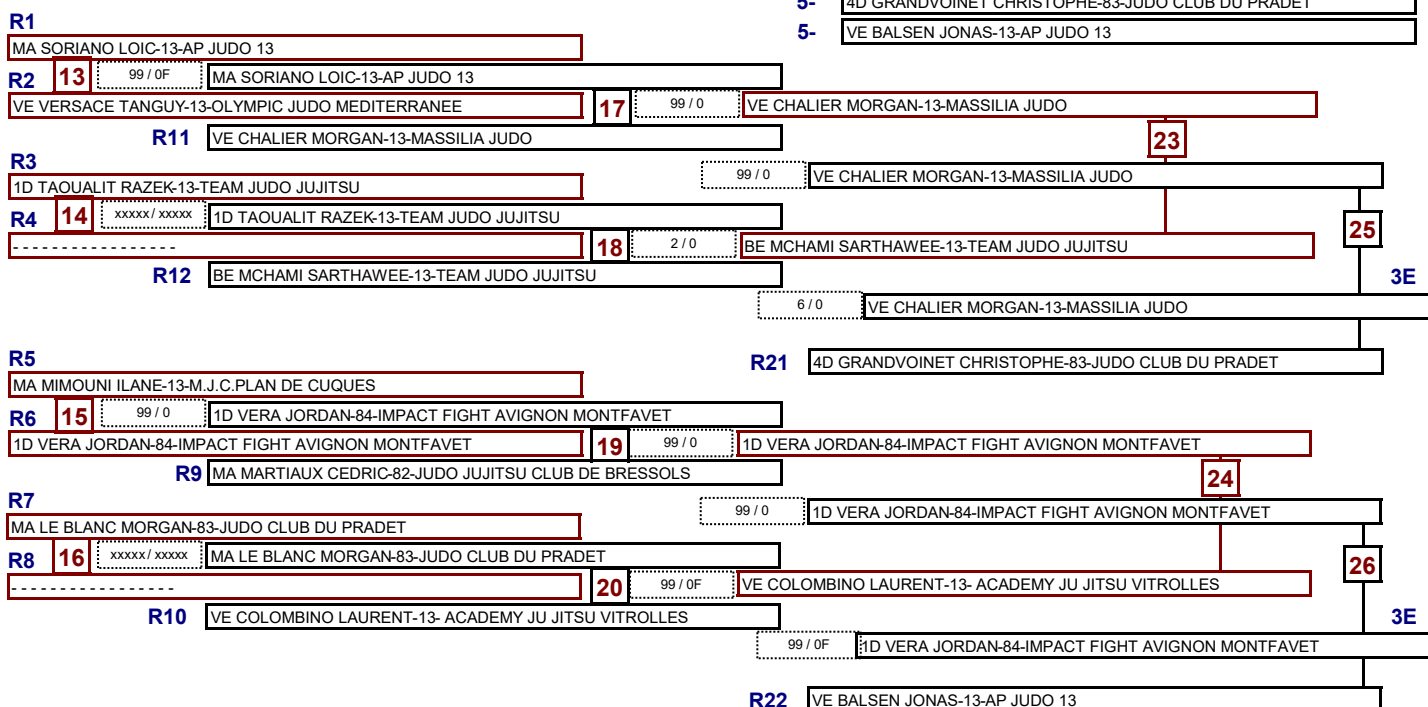 5- 4D GRANDVOINET CHRISTOPHE-83-JUDO CLUB DU PRADET
R1
5- VE BALSEN JONAS-13-AP JUDO 13
MA SORIANO LOIC-13-AP JUDO 13
R2 13 99 / 0F MA SORIANO LOIC-13-AP JUDO 13
VE VERSACE TANGUY-13-OLYMPIC JUDO MEDITERRANEE 17 99 / 0 VE CHALIER MORGAN-13-MASSILIA JUDO
R11 VE CHALIER MORGAN-13-MASSILIA JUDO 23
R3
99 / 0 VE CHALIER MORGAN-13-MASSILIA JUDO
1D TAOUALIT RAZEK-13-TEAM JUDO JUJITSU
R4 14 xxxxx / xxxxx 1D TAOUALIT RAZEK-13-TEAM JUDO JUJITSU 25
- - - - - - - - - - - - - - - - - 18 2 / 0 BE MCHAMI SARTHAWEE-13-TEAM JUDO JUJITSU
R12 BE MCHAMI SARTHAWEE-13-TEAM JUDO JUJITSU 3E
6 / 0 VE CHALIER MORGAN-13-MASSILIA JUDO
R5
R21 4D GRANDVOINET CHRISTOPHE-83-JUDO CLUB DU PRADET
MA MIMOUNI ILANE-13-M.J.C.PLAN DE CUQUES
R6 15 99 / 0 1D VERA JORDAN-84-IMPACT FIGHT AVIGNON MONTFAVET
1D VERA JORDAN-84-IMPACT FIGHT AVIGNON MONTFAVET 19 99 / 0 1D VERA JORDAN-84-IMPACT FIGHT AVIGNON MONTFAVET
R9 MA MARTIAUX CEDRIC-82-JUDO JUJITSU CLUB DE BRESSOLS 24
R7
99 / 0 1D VERA JORDAN-84-IMPACT FIGHT AVIGNON MONTFAVET
MA LE BLANC MORGAN-83-JUDO CLUB DU PRADET
R8 16 xxxxx / xxxxx MA LE BLANC MORGAN-83-JUDO CLUB DU PRADET 26
- - - - - - - - - - - - - - - - - 20 99 / 0F VE COLOMBINO LAURENT-13- ACADEMY JU JITSU VITROLLES
R10 VE COLOMBINO LAURENT-13- ACADEMY JU JITSU VITROLLES 3E
99 / 0F 1D VERA JORDAN-84-IMPACT FIGHT AVIGNON MONTFAVET
R22 VE BALSEN JONAS-13-AP JUDO 13